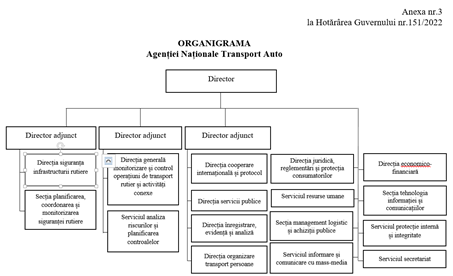 Anexa nr.3
la Hotărârea Guvernului nr.151/2022
ORGANIGRAMA
Agenției Naționale Transport Auto
Director
Director adjunct
Director adjunct
Director adjunct
Direcția siguranța
infrastructurii rutiere
Secția planificarea,
coordonarea și
monitorizarea
siguranței rutiere
Direcția generală
monitorizare și control
operațiuni de transport
rutier și activități
conexe
Serviciul analiza
riscurilor și
planificarea
controalelor
Direcția cooperare
internațională și protocol
Direcția servicii publice
Direcția înregistrare,
evidență și analiză
Direcția organizare
transport persoane
Direcția juridică,
reglementări și protecția
consumatorilor
Serviciul resurse umane
Secția management logistic
și achiziții publice
Serviciul informare și
comunicare cu mass-media
Direcția economico-
financiară
Secția tehnologia
informației și
comunicațiilor
Serviciul protecție internă
și integritate
Serviciul secretariat